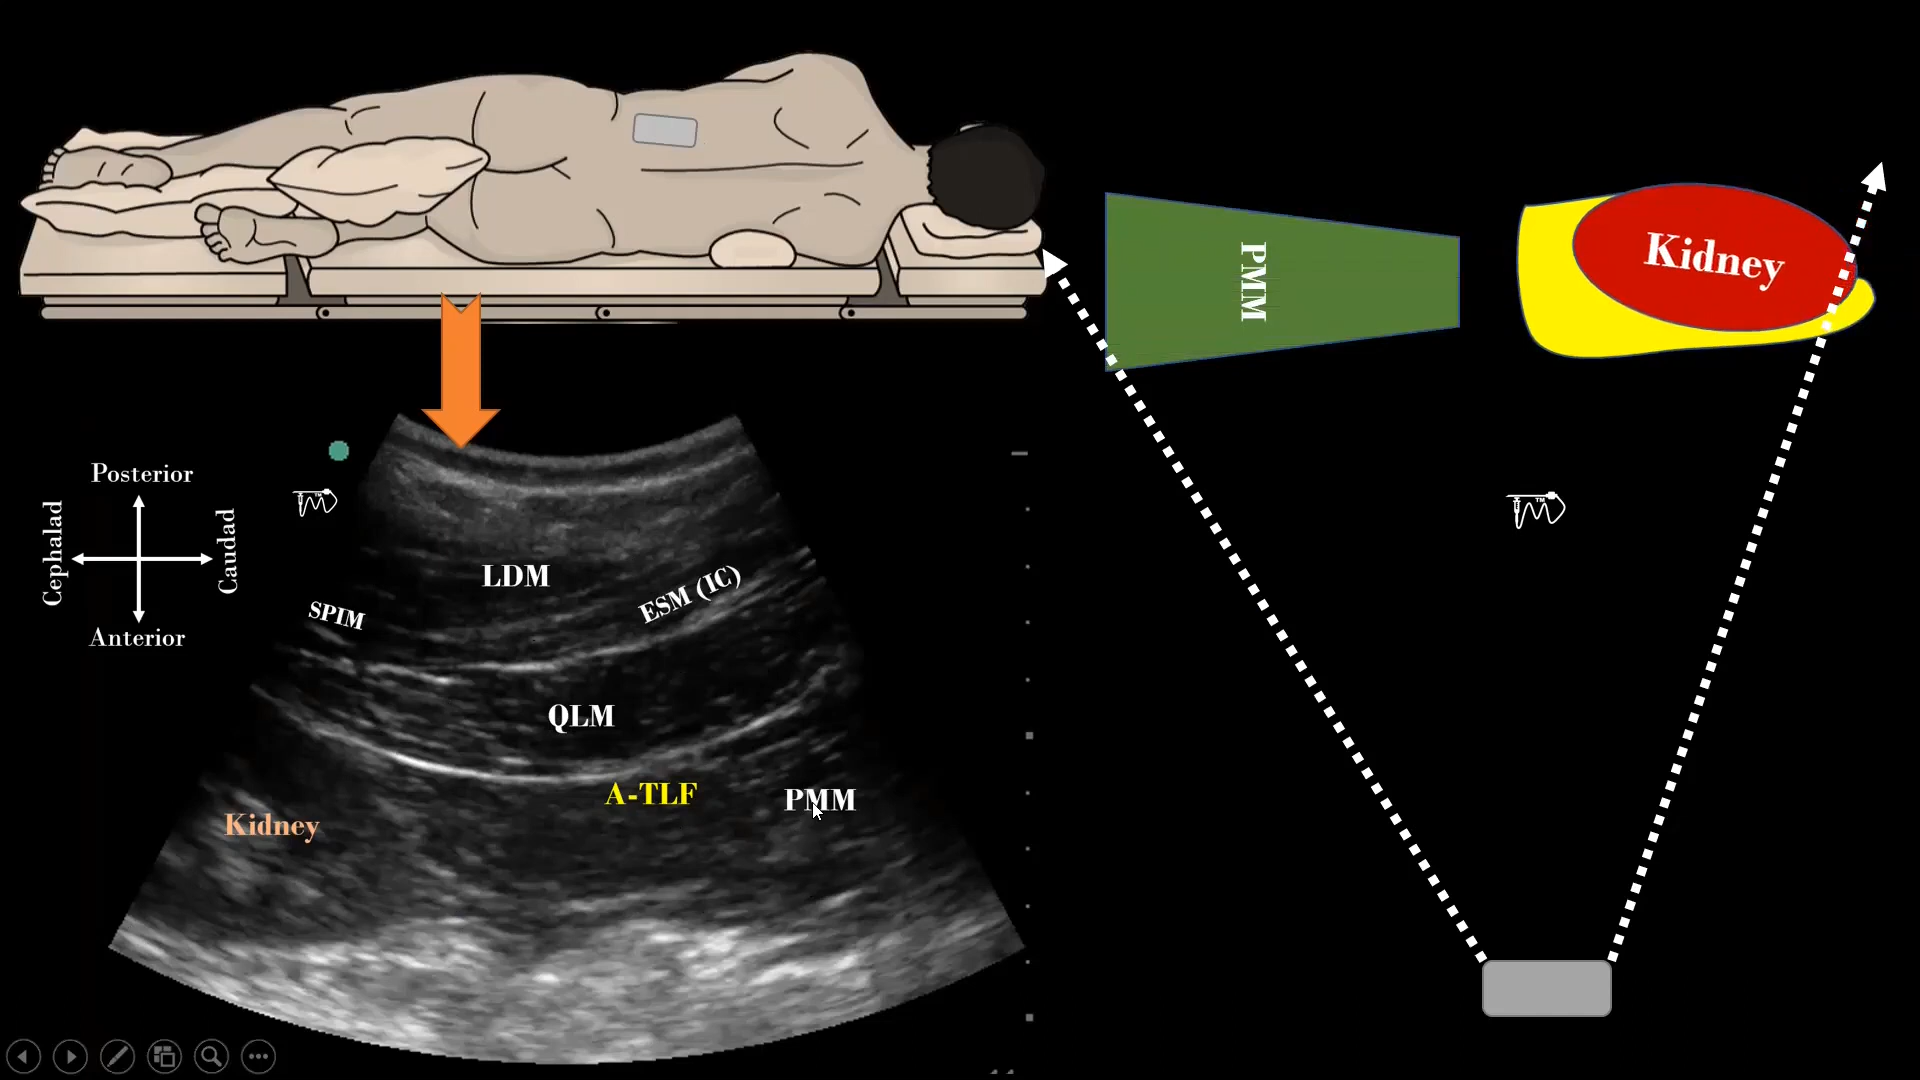 PMM
Kidney
Posterior
Cephalad
Caudad
Anterior
LDM
ESM (IC)
SPIM
QLM
A-TLF
PMM
Kidney